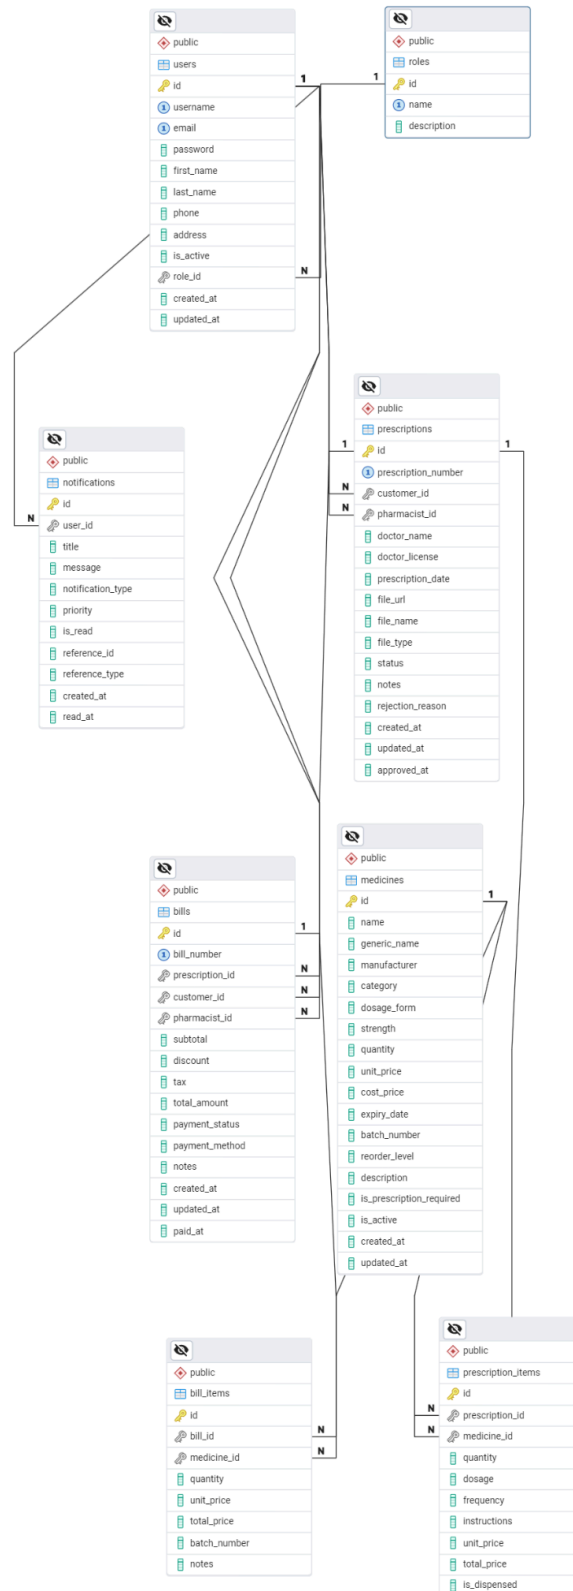 public
users
id
username
email
password
first_name
last_name
phone
address
is_active
role_id
created_at
updated_at
1
N
1
public
roles
id
name
description
public
notifications
id
user_id
title
message
notification_type
priority
is_read
reference_id
reference_type
created_at
read_at
N
public
prescriptions
id
prescription_number
customer_id
pharmacist_id
doctor_name
doctor_license
prescription_date
file_url
file_name
file_type
status
notes
rejection_reason
created_at
updated_at
approved_at
1
N
N
1
public
bills
id
bill_number
prescription_id
customer_id
pharmacist_id
subtotal
discount
tax
total_amount
payment_status
payment_method
notes
created_at
updated_at
paid_at
1
N
N
N
public
medicines
id
name
generic_name
manufacturer
category
dosage_form
strength
quantity
unit_price
cost_price
expiry_date
batch_number
reorder_level
description
is_prescription_required
is_active
created_at
updated_at
1
public
bill_items
id
bill_id
medicine_id
quantity
unit_price
total_price
batch_number
notes
N
N
public
prescription_items
id
prescription_id
medicine_id
quantity
dosage
frequency
instructions
unit_price
total_price
is_dispensed
N
N